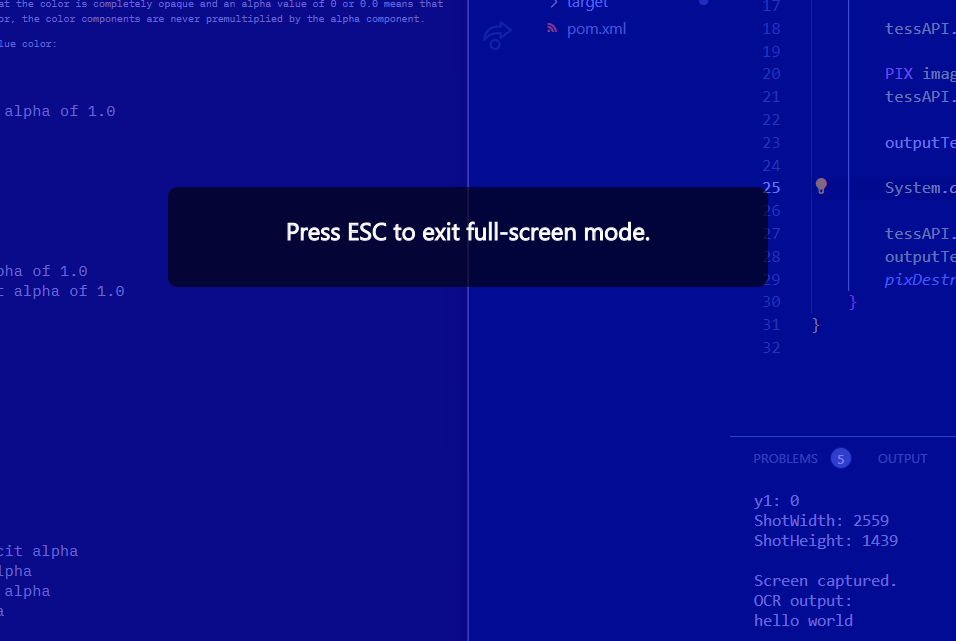 at the color is completely opaque and an alpha value of 0 or 0.0 means that
or, the color components are never premultiplied by the alpha component.
lue color:
alpha of 1.0
pha of 1.0
t alpha of 1.0
cit alpha
lpha
alpha
a
target
pom.xml
17
18 tessAPI.
19
20 PIX imag
21 tessAPI.
22
23 outputTe
24
25 System.o
26
27 tessAPI.
28 outputTe
29 pixDestr
30 }
31 }
32
Press ESC to exit full-screen mode.
PROBLEMS 5 OUTPUT
y1: 0
ShotWidth: 2559
ShotHeight: 1439
Screen captured.
OCR output:
hello world